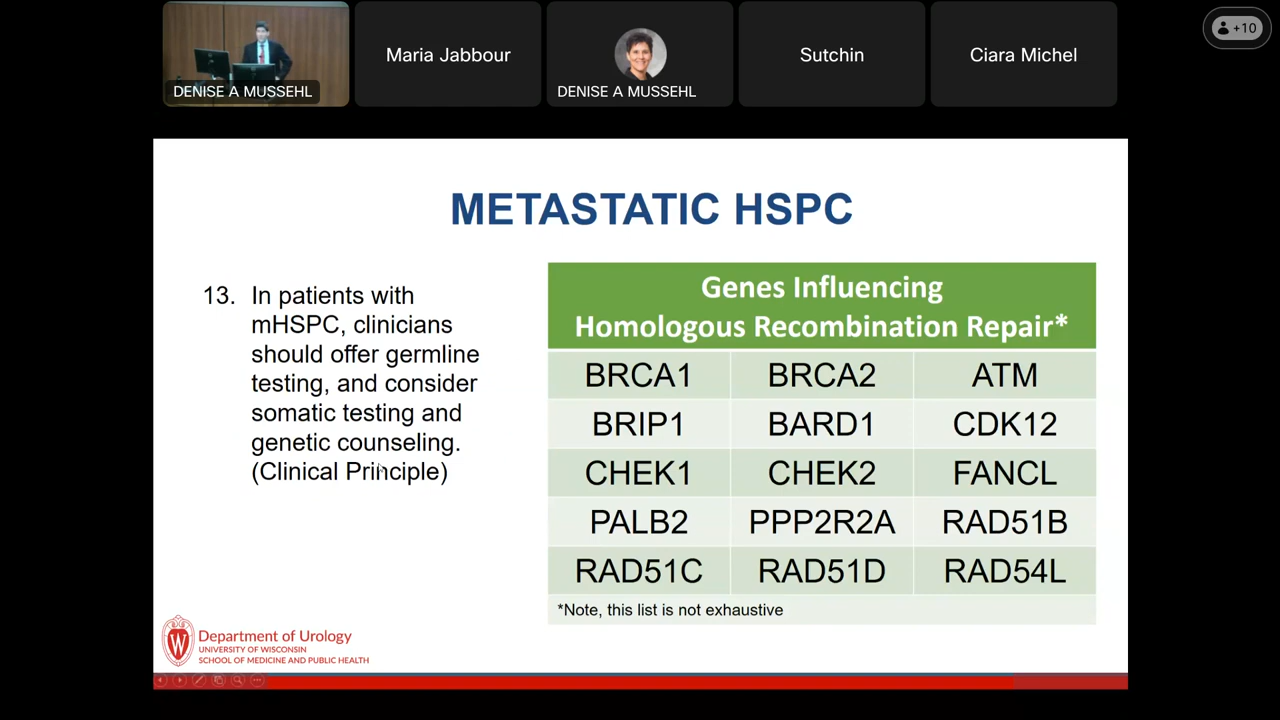 DENISE A MUSSEHL
Maria Jabbour
DENISE A MUSSEHL
Sutchin
Ciara Michel
+10
METASTATIC HSPC
13. In patients with
mHSPC, clinicians
should offer germline
testing, and consider
somatic testing and
genetic counseling.
(Clinical Principle)
Genes Influencing
Homologous Recombination Repair*
BRCA1 BRCA2 ATM
BRIP1 BARD1 CDK12
CHEK1 CHEK2 FANCL
PALB2 PPP2R2A RAD51B
RAD51C RAD51D RAD54L
*Note, this list is not exhaustive
W
Department of Urology
UNIVERSITY OF WISCONSIN
SCHOOL OF MEDICINE AND PUBLIC HEALTH